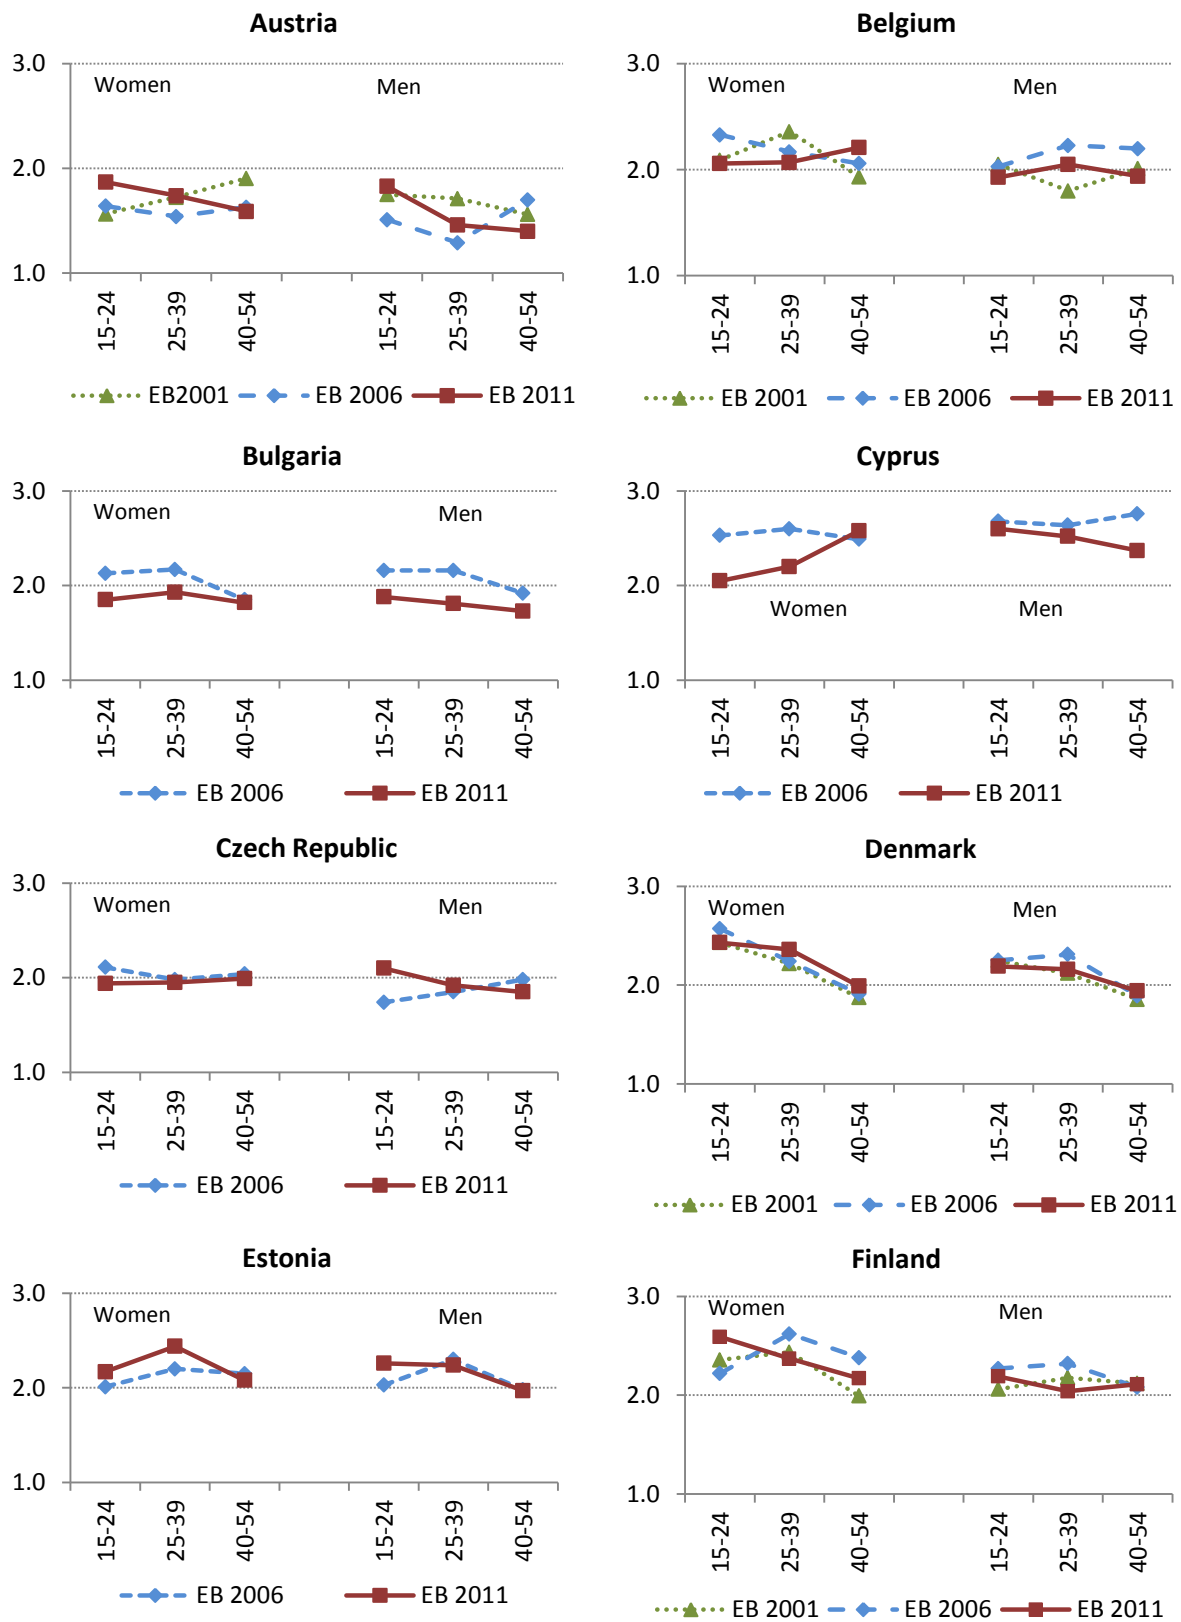 Austria
3.0
Women
Men
2.0
1.0
15-24
25-39
40-54
15-24
25-39
40-54
EB2001 EB 2006 EB 2011
Belgium
3.0
Women
Men
2.0
1.0
15-24
25-39
40-54
15-24
25-39
40-54
EB 2001 EB 2006 EB 2011
Bulgaria
3.0
Women
Men
2.0
1.0
15-24
25-39
40-54
15-24
25-39
40-54
EB 2006 EB 2011
Cyprus
3.0
2.0
Women
Men
1.0
15-24
25-39
40-54
15-24
25-39
40-54
EB 2006 EB 2011
Czech Republic
3.0
Women
Men
2.0
1.0
15-24
25-39
40-54
15-24
25-39
40-54
EB 2006 EB 2011
Denmark
3.0
Women
Men
2.0
1.0
15-24
25-39
40-54
15-24
25-39
40-54
EB 2001 EB 2006 EB 2011
Estonia
3.0
Women
Men
2.0
1.0
15-24
25-39
40-54
15-24
25-39
40-54
EB 2006 EB 2011
Finland
3.0
Women
Men
2.0
1.0
15-24
25-39
40-54
15-24
25-39
40-54
EB 2001 EB 2006 EB 2011